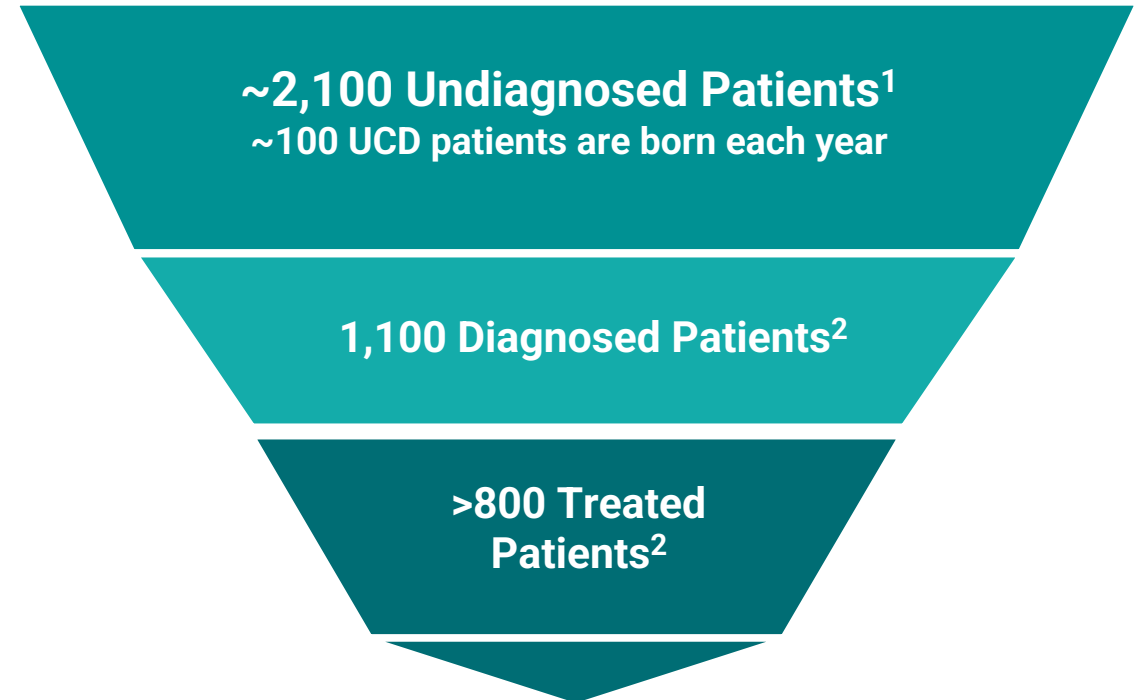 ~2,100 Undiagnosed Patients¹
~100 UCD patients are born each year
1,100 Diagnosed Patients²
>800 Treated
Patients²